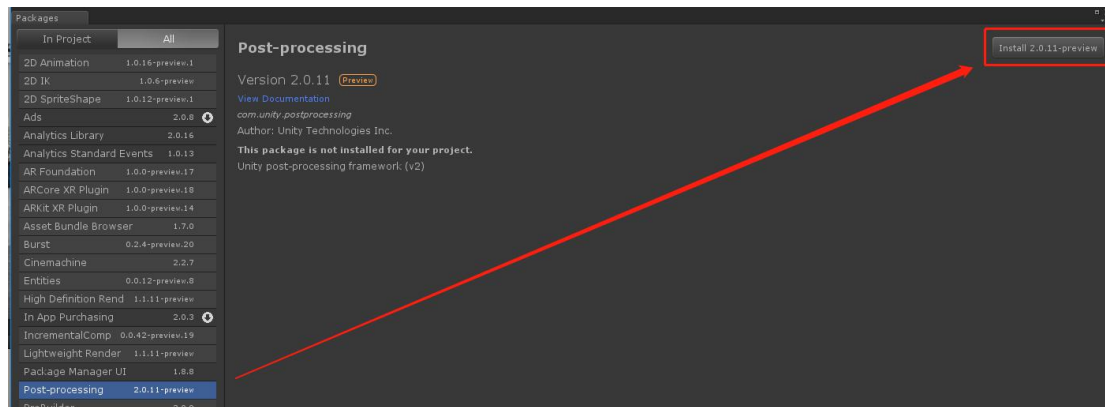 Packages
In Project All
2D Animation 1.0.16-preview.1
2D IK 1.0.6-preview
2D SpriteShape 1.0.12-preview.1
Ads 2.0.8
Analytics Library 2.0.16
Analytics Standard Events 1.0.13
AR Foundation 1.0.0-preview.17
ARCore XR Plugin 1.0.0-preview.18
ARKit XR Plugin 1.0.0-preview.14
Asset Bundle Browser 1.7.0
Burst 0.2.4-preview.20
Cinemachine 2.2.7
Entities 0.0.12-preview.8
High Definition Rend 1.1.11-preview
In App Purchasing 2.0.3
IncrementalComp 0.0.42-preview.19
Lightweight Render 1.1.11-preview
Package Manager UI 1.8.8
Post-processing 2.0.11-preview
Post-processing
Install 2.0.11-preview
Version 2.0.11 Preview
View Documentation
com.unity.postprocessing
Author: Unity Technologies Inc.
This package is not installed for your project.
Unity post-processing framework (v2)